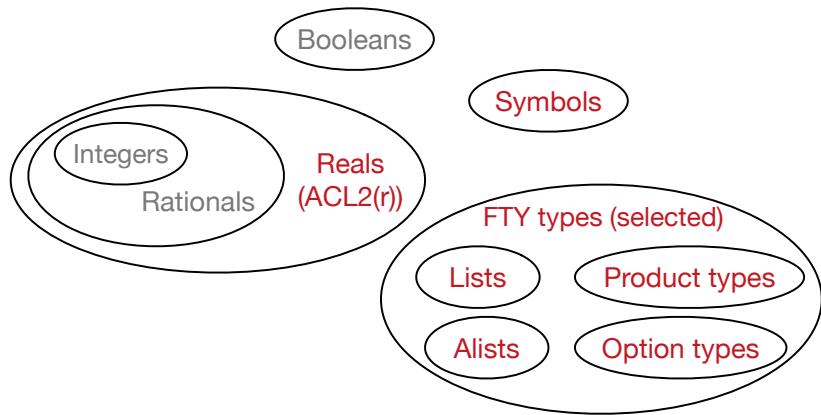 Booleans
Symbols
Integers
Rationals
Reals
(ACL2(r))
FTY types (selected)
Lists
Product types
Alists
Option types